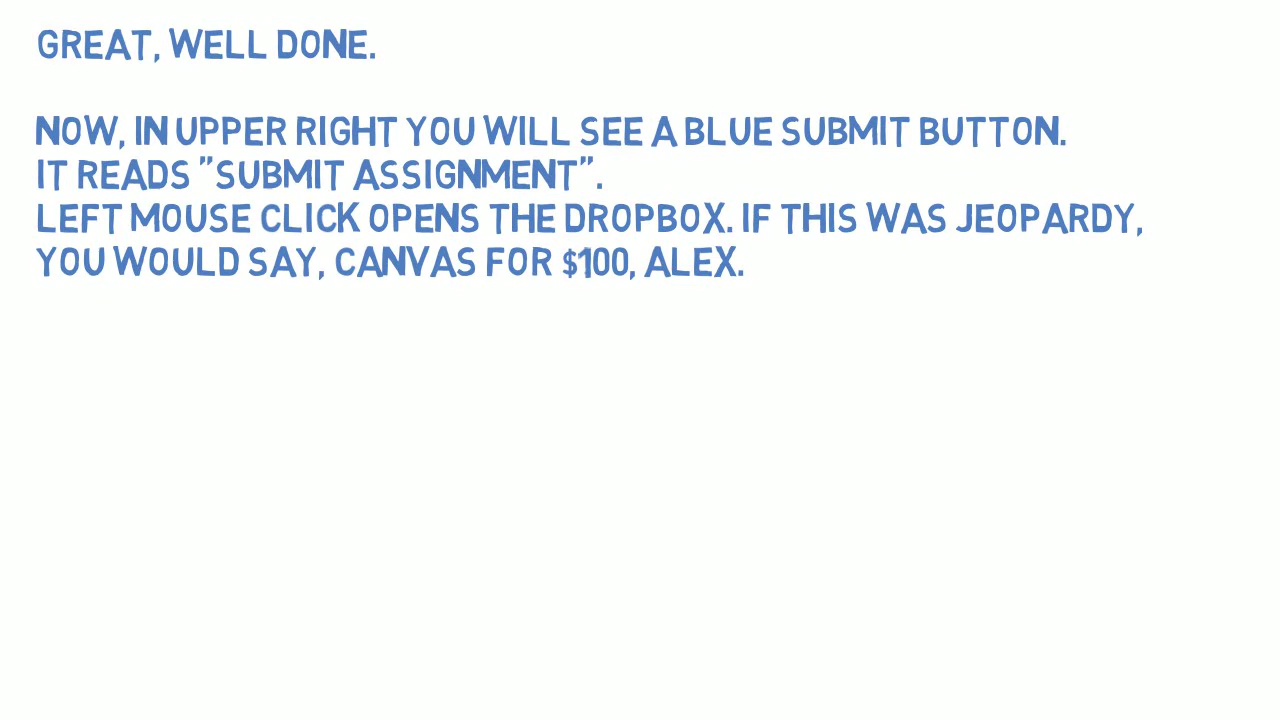 GREAT, WELL DONE.
NOW, IN UPPER RIGHT YOU WILL SEE A BLUE SUBMIT BUTTON.
IT READS "SUBMIT ASSIGNMENT".
LEFT MOUSE CLICK OPENS THE DROPBOX. IF THIS WAS JEOPARDY,
YOU WOULD SAY, CANVAS FOR $100, ALEX.